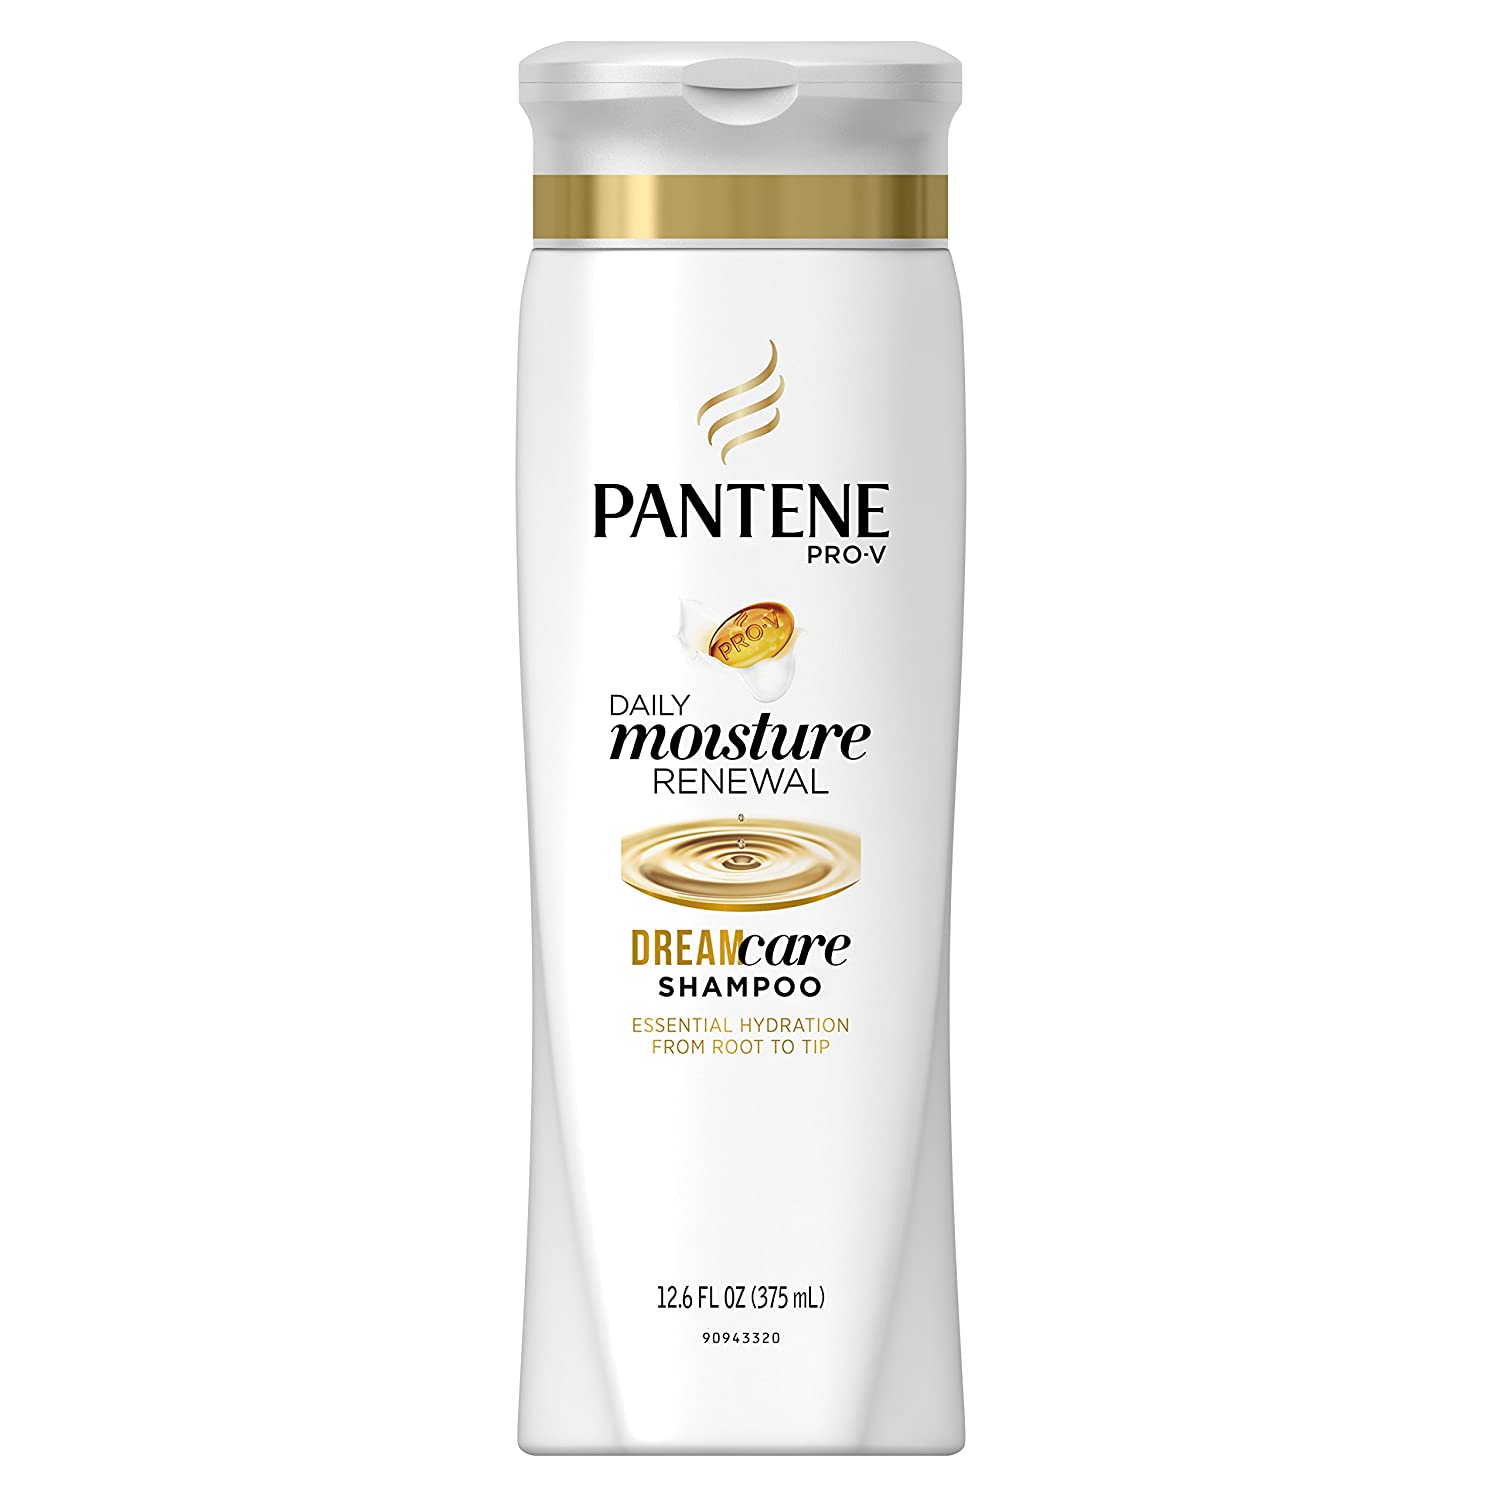 PANTENE
PRO-V
PRO-V
DAILY
moisture
RENEWAL
DREAMcare
SHAMPOO
ESSENTIAL HYDRATION
FROM ROOT TO TIP
12.6 FL OZ (375 mL)
90943320